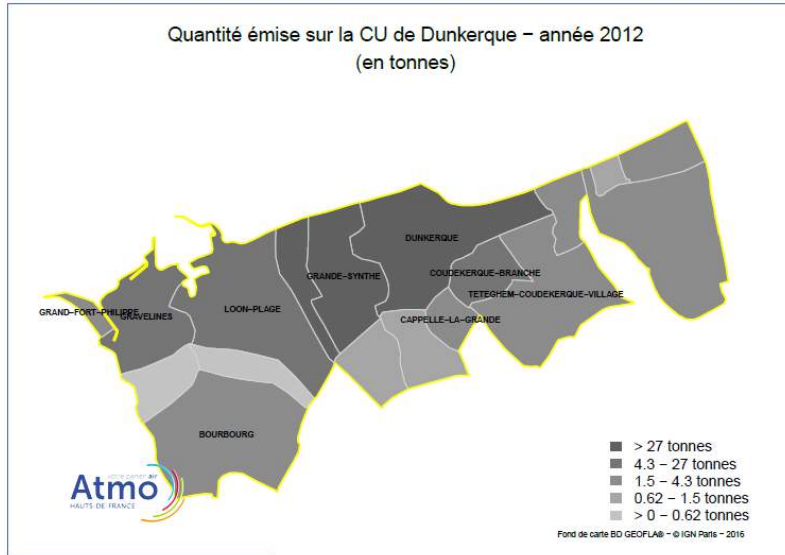 Quantité émise sur la CU de Dunkerque − année 2012
(en tonnes)
DUNKERQUE
GRANDE−SYNTHE
COUDEKERQUE−BRANCHE
TETEGHEM−COUDEKERQUE−VILLAGE
GRAND−FORT−PHILIPPE
GRAVELINES
LOON−PLAGE
CAPPELLE−LA−GRANDE
BOURBOURG
> 27 tonnes
4.3 − 27 tonnes
1.5 − 4.3 tonnes
0.62 − 1.5 tonnes
> 0 − 0.62 tonnes
Atmo
HAUTS DE FRANCE
Fond de carte BD GEOFLA® − © IGN Paris − 2016